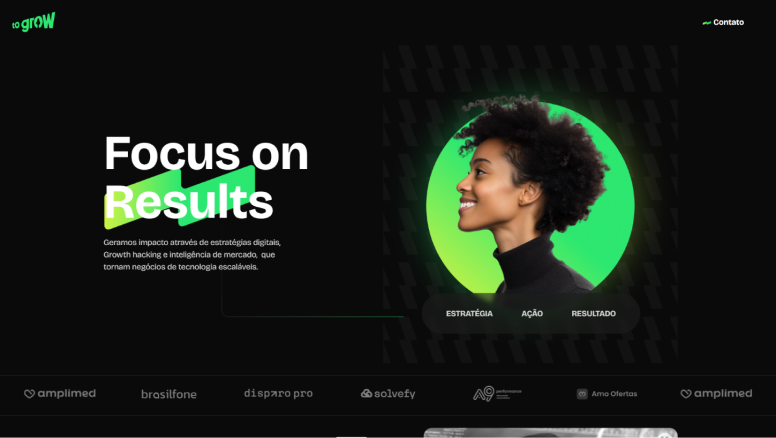 to grow
Contato
Focus on
Results
Geramos impacto através de estratégias digitais,
Growth hacking e inteligência de mercado, que
tornam negócios de tecnologia escaláveis.
ESTRATÉGIA AÇÃO RESULTADO
amplimed brasilfone disparo pro solvefy performance Amo Ofertas amplimed